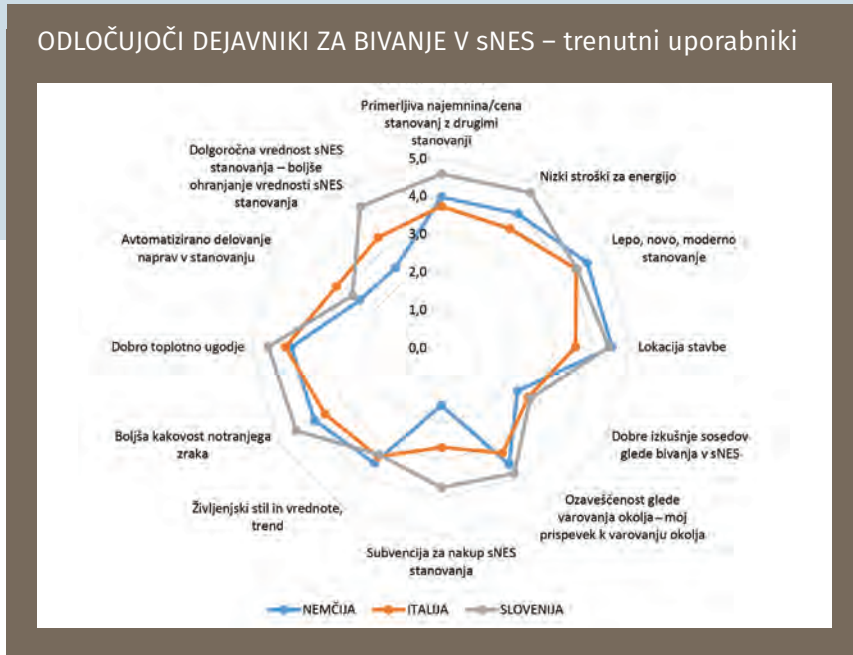 ODLOČUJOČI DEJAVNIKI ZA BIVANJE V sNES – trenutni uporabniki
Primerljiva najemnina/cena
stanovanj z drugimi
stanovanji
Nizki stroški za energijo
Lepo, novo, moderno
stanovanje
Lokacija stavbe
Dobre izkušnje sosedov
glede bivanja v sNES
Ozaveščenost glede
varovanja okolja – moj
prispevek k varovanju okolja
Subvencija za nakup sNES
stanovanja
Življenjski stil in vrednote,
trend
Boljša kakovost notranjega
zraka
Dobro toplotno ugodje
Avtomatizirano delovanje
naprav v stanovanju
Dolgoročna vrednost sNES
stanovanja – boljše
ohranjanje vrednosti sNES
stanovanja
5,0
4,0
3,0
2,0
1,0
0,0
NEMČIJA ITALIJA SLOVENIJA